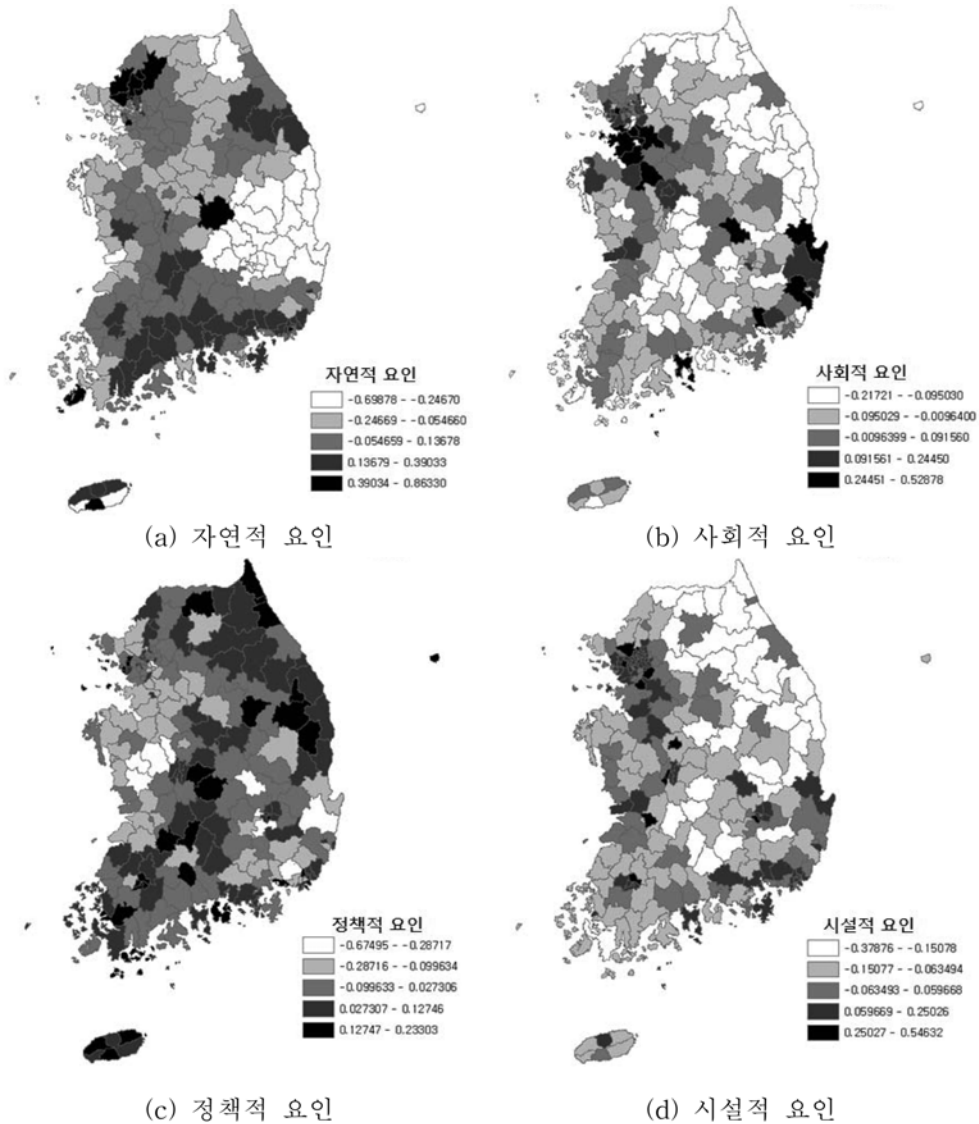 자연적 요인
-0.69878 - -0.24670
-0.24669 - -0.054660
-0.054659 - 0.13678
0.13679 - 0.39033
0.39034 - 0.86330
(a) 자연적 요인
사회적 요인
-0.21721 - -0.095030
-0.095029 - -0.0096400
-0.0096399 - 0.091560
0.091561 - 0.24450
0.24451 - 0.52878
(b) 사회적 요인
정책적 요인
-0.67495 - -0.28717
-0.28716 - -0.099634
-0.099633 - 0.027306
0.027307 - 0.12746
0.12747 - 0.23303
(c) 정책적 요인
시설적 요인
-0.37876 - -0.15078
-0.15077 - -0.063494
-0.063493 - 0.059668
0.059669 - 0.25026
0.25027 - 0.54632
(d) 시설적 요인